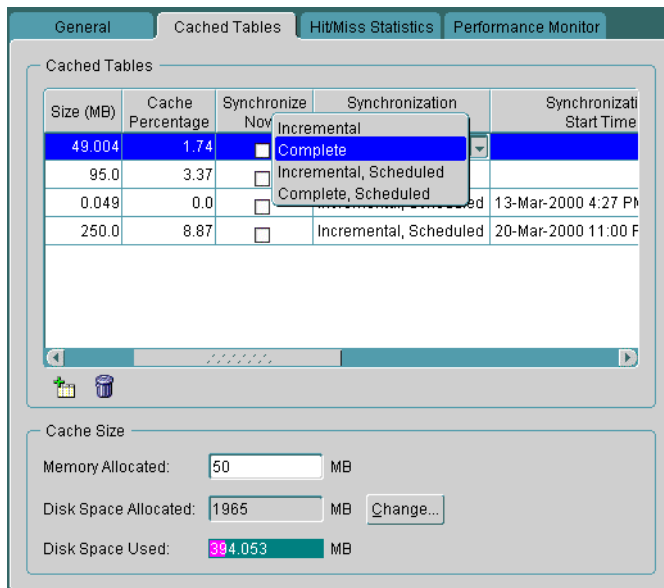 General Cached Tables Hit/Miss Statistics Performance Monitor
Cached Tables
Size (MB) Cache Percentage Synchronize Now Synchronization Synchronizati Start Time
Incremental
Complete
Incremental, Scheduled
Complete, Scheduled
49.004 1.74
95.0 3.37
0.049 0.0 Incremental, Scheduled 13-Mar-2000 4:27 PM
250.0 8.87 Incremental, Scheduled 20-Mar-2000 11:00 P
Cache Size
Memory Allocated: 50 MB
Disk Space Allocated: 1965 MB Change...
Disk Space Used: 394.053 MB